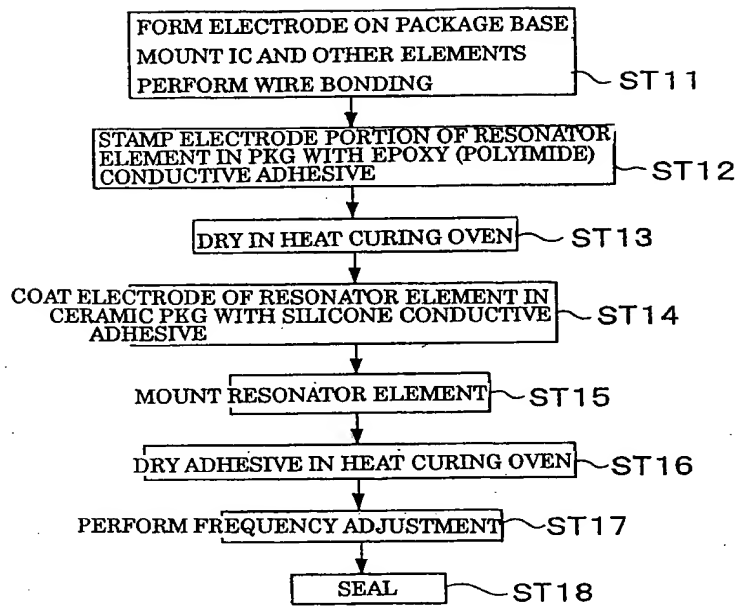 FORM ELECTRODE ON PACKAGE BASE
MOUNT IC AND OTHER ELEMENTS
PERFORM WIRE BONDING
ST11
STAMP ELECTRODE PORTION OF RESONATOR
ELEMENT IN PKG WITH EPOXY (POLYIMIDE)
CONDUCTIVE ADHESIVE
ST12
DRY IN HEAT CURING OVEN
ST13
COAT ELECTRODE OF RESONATOR ELEMENT IN
CERAMIC PKG WITH SILICONE CONDUCTIVE
ADHESIVE
ST14
MOUNT RESONATOR ELEMENT
ST15
DRY ADHESIVE IN HEAT CURING OVEN
ST16
PERFORM FREQUENCY ADJUSTMENT
ST17
SEAL
ST18